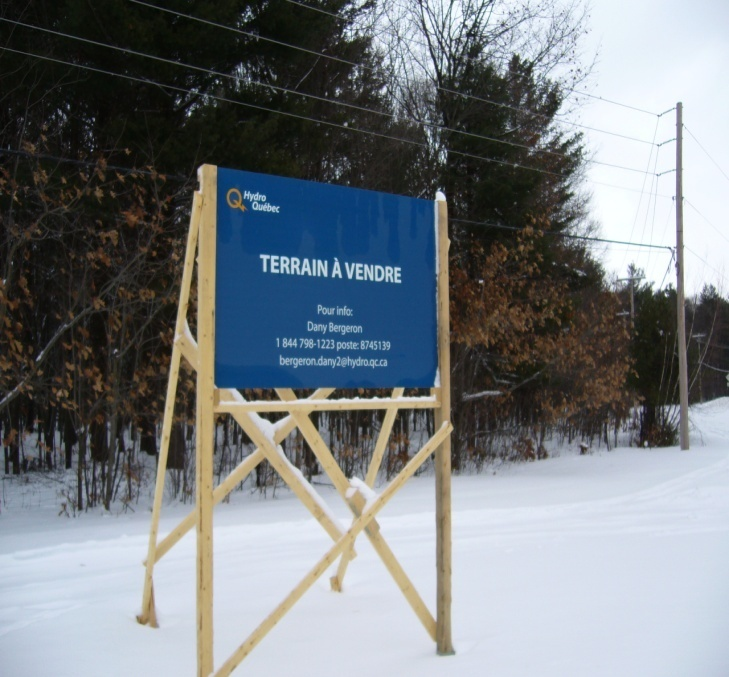 Hydro
Québec
TERRAIN À VENDRE
Pour info:
Dany Bergeron
1 844 798-1223 poste: 8745139
bergeron.dany2@hydro.qc.ca